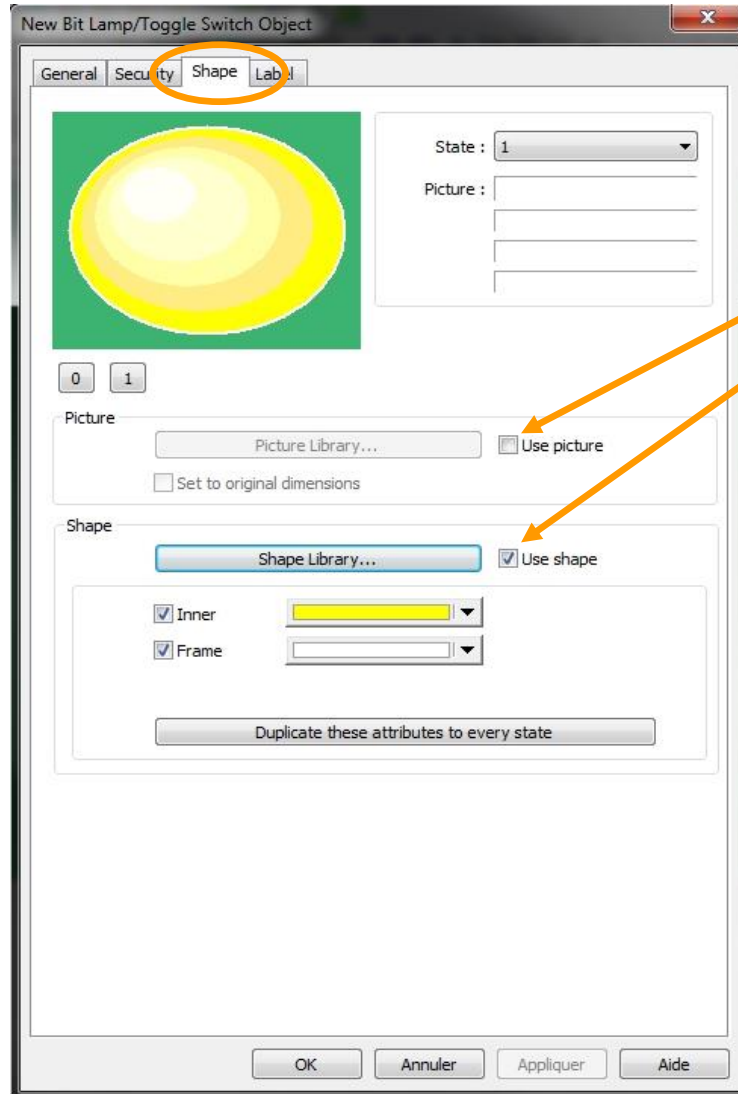 New Bit Lamp/Toggle Switch Object
General Security Shape Label
State : 1
Picture :
0 1
Picture
Picture Library... Use picture
Set to original dimensions
Shape
Shape Library... Use shape
Inner
Frame
Duplicate these attributes to every state
OK Annuler Appliquer Aide